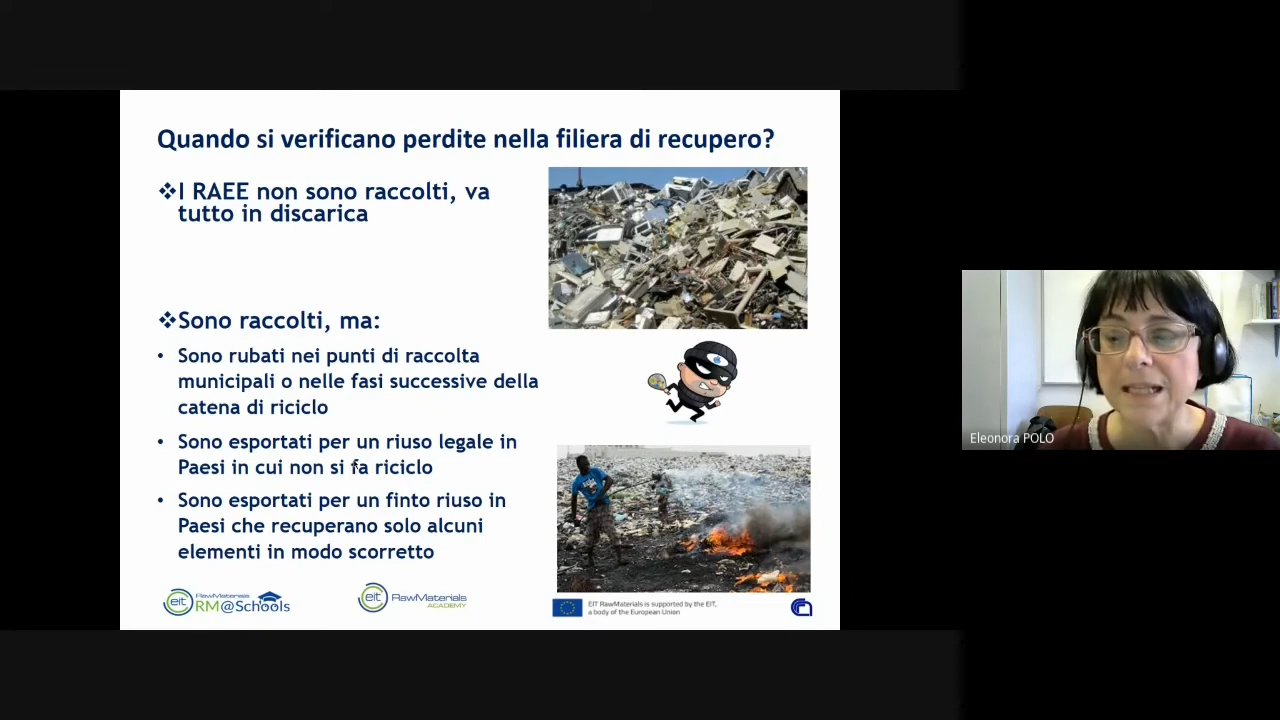 Quando si verificano perdite nella filiera di recupero?
❖I RAEE non sono raccolti, va
tutto in discarica
❖Sono raccolti, ma:
• Sono rubati nei punti di raccolta
municipali o nelle fasi successive della
catena di riciclo
• Sono esportati per un riuso legale in
Paesi in cui non si fa riciclo
• Sono esportati per un finto riuso in
Paesi che recuperano solo alcuni
elementi in modo scorretto
eit RawMaterials
RM@Schools
eit RawMaterials
ACADEMY
EIT RawMaterials is supported by the EIT,
a body of the European Union
Eleonora POLO